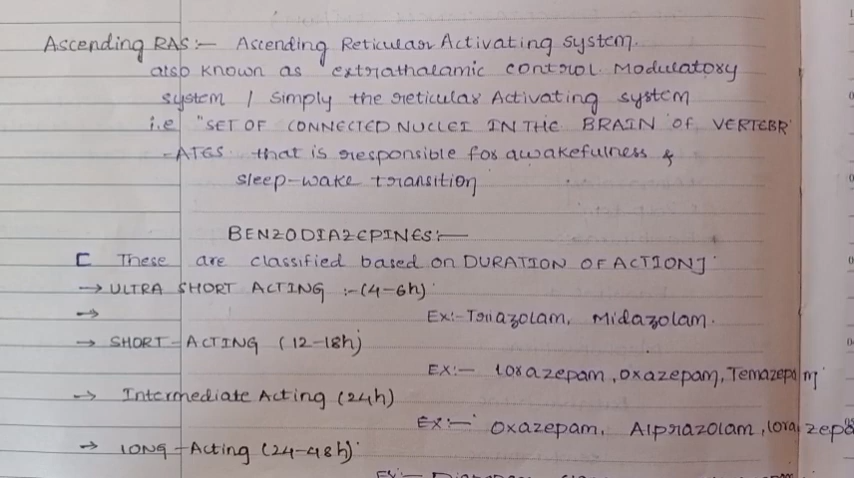 Ascending RAS:- Ascending Reticular Activating System.
also known as extrathalamic control Modulatory
system / simply the reticular Activating system
i.e "SET OF CONNECTED NUCLEI IN THE BRAIN OF VERTEBR
-ATES that is responsible for awakefulness &
sleep-wake transition
BENZODIAZEPINES:-
[ These are classified based on DURATION OF ACTION]
→ ULTRA SHORT ACTING :-(4-6h)
→ Ex:- Triazolam, Midazolam.
→ SHORT-ACTING (12-18h)
Ex:- lorazepam, Oxazepam, Temazepam
→ Intermediate Acting (24h)
Ex:- Oxazepam, Alprazolam, lorazepa
→ LONG-Acting (24-48h)
Ex:-